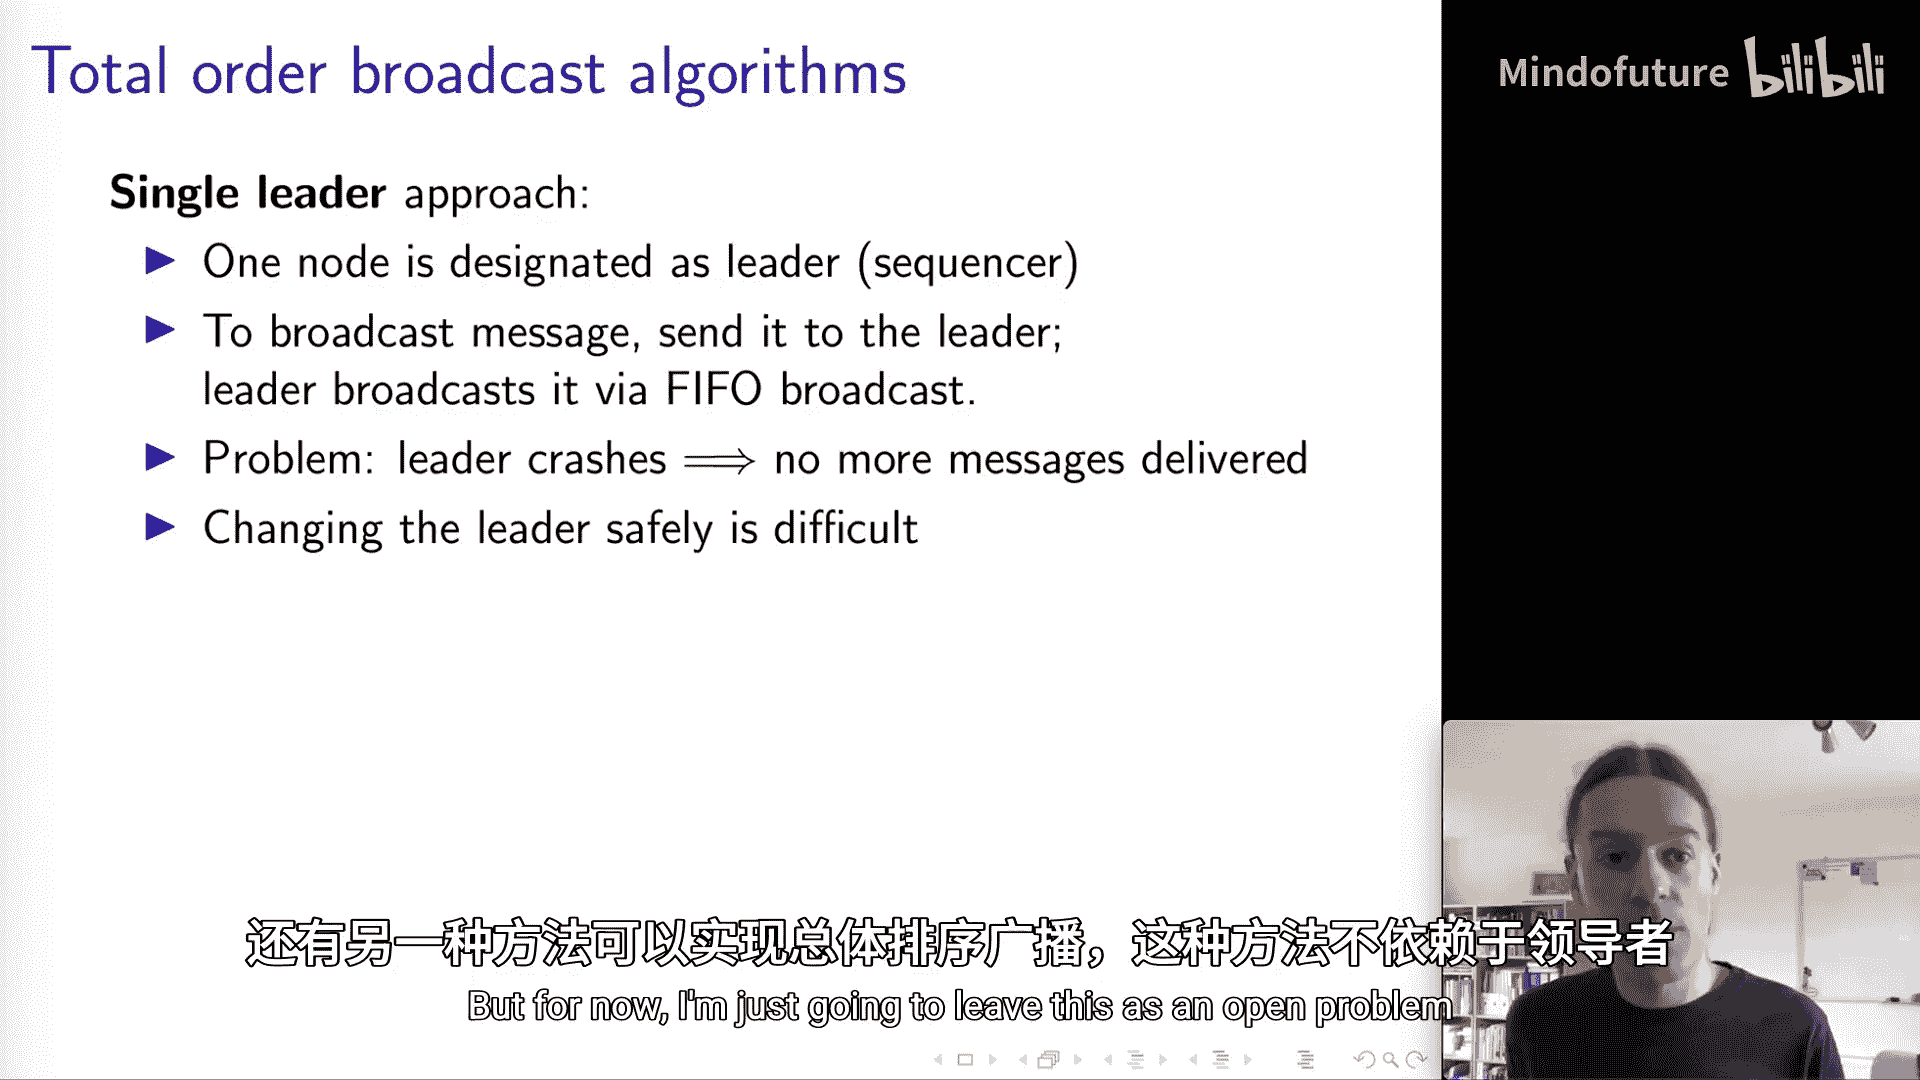 Total order broadcast algorithms
Mindofuture bilibili
Single leader approach:
▶ One node is designated as leader (sequencer)
▶ To broadcast message, send it to the leader;
leader broadcasts it via FIFO broadcast.
▶ Problem: leader crashes ⟹ no more messages delivered
▶ Changing the leader safely is difficult
还有另一种方法可以实现总体排序广播，这种方法不依赖于领导者
But for now, I'm just going to leave this as an open problem